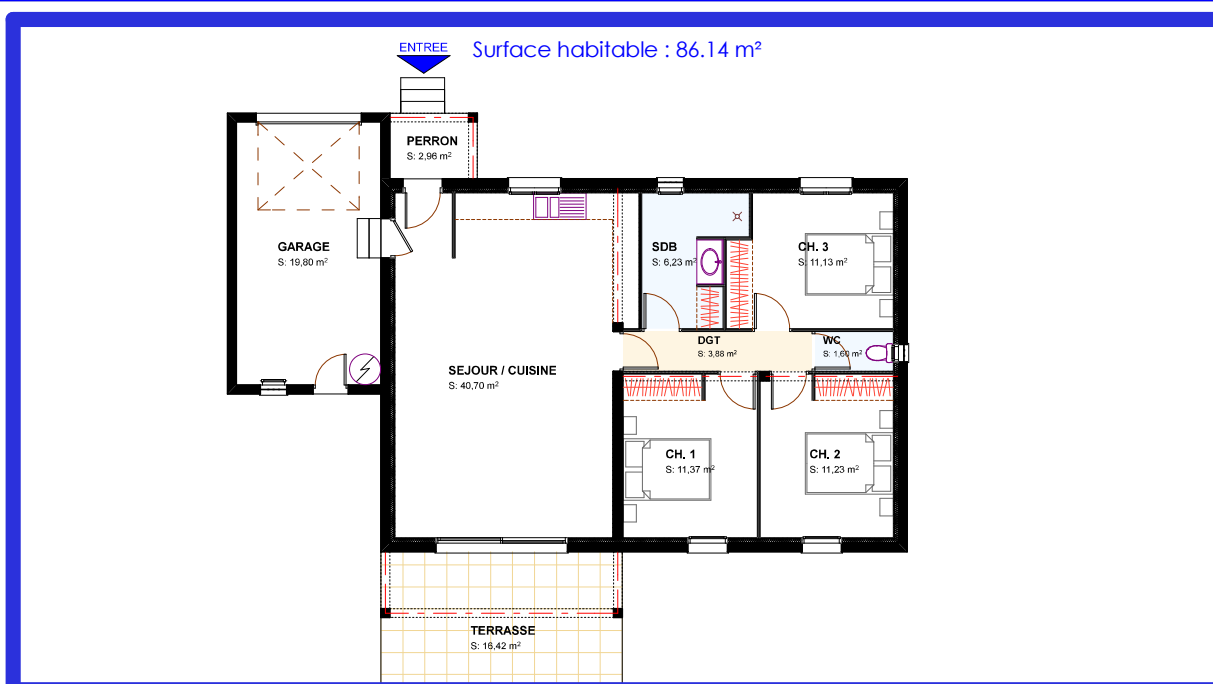 ENTREE
Surface habitable : 86.14 m²
PERRON
S: 2,96 m²
GARAGE
S: 19,80 m²
SDB
S: 6,23 m²
CH. 3
S: 11,13 m²
DGT
S: 3,88 m²
WC
S: 1,60 m²
SEJOUR / CUISINE
S: 40,70 m²
CH. 1
S: 11,37 m²
CH. 2
S: 11,23 m²
TERRASSE
S: 16,42 m²